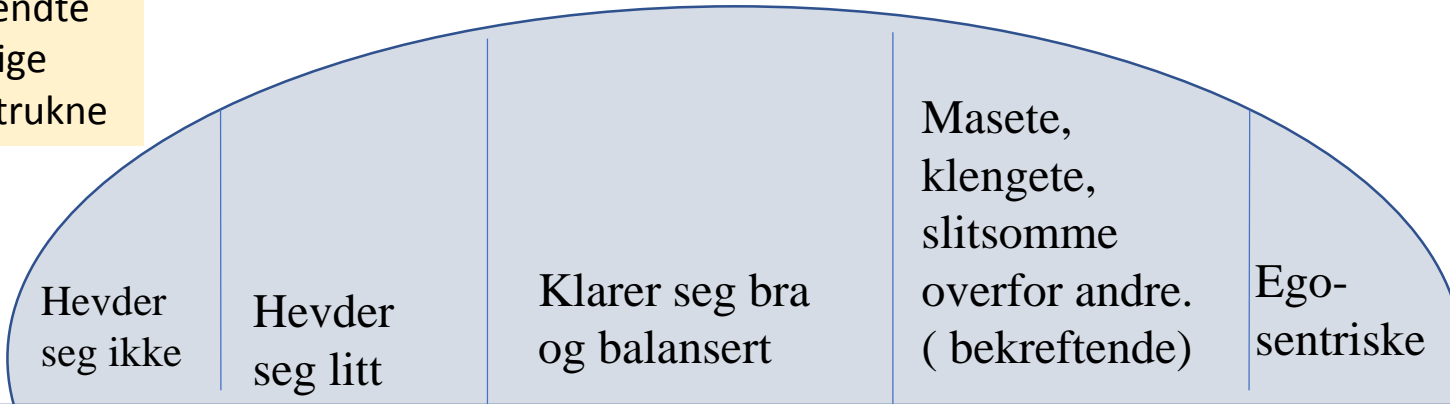 Hevder
seg ikke
Hevder
seg litt
Klarer seg bra
og balansert
Masete,
klengete,
slitsomme
overfor andre.
( bekreftende)
Ego-
sentriske